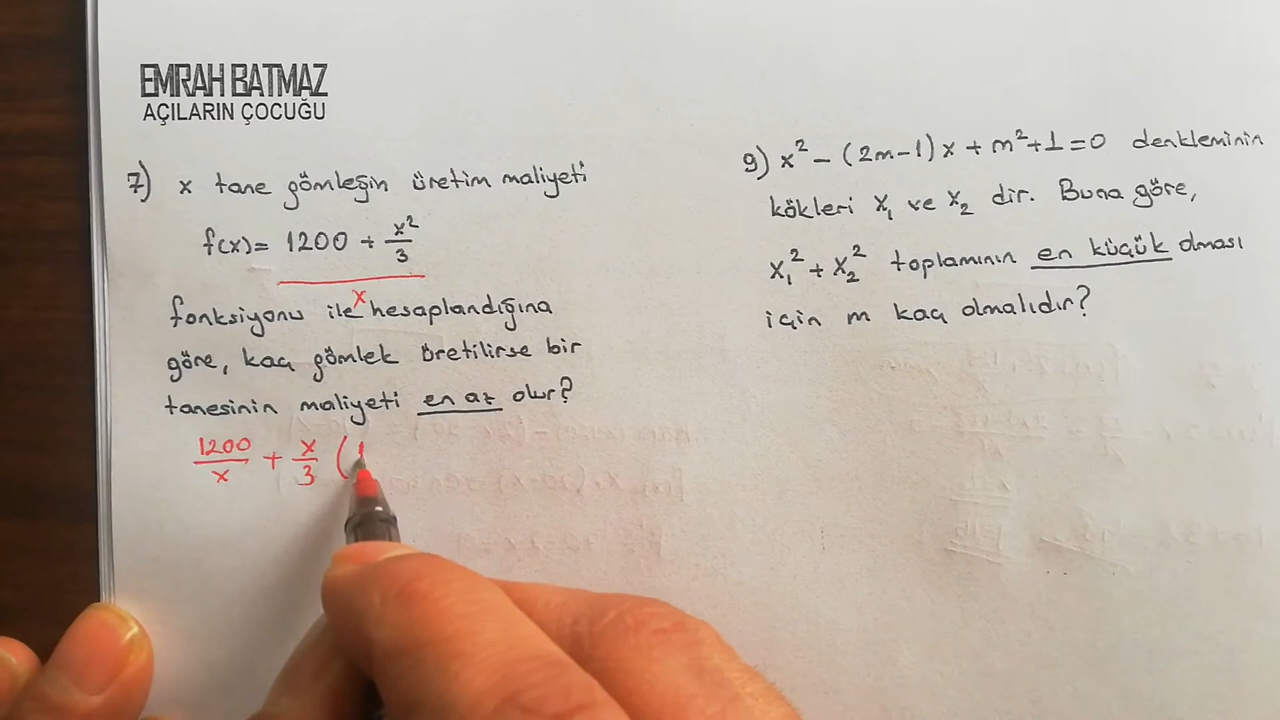 EMRAH BATMAZ
AÇILARIN ÇOCUĞU
7) x tane gömleğin üretim maliyeti
f(x)= 1200 + x²/3
x
fonksiyonu ile hesaplandığına
göre, kaç gömlek üretilirse bir
tanesinin maliyeti en az olur?
1200/x + x/3 (
9) x² - (2m-1)x + m²+1=0 denkleminin
kökleri x₁ ve x₂ dir. Buna göre,
x₁² + x₂² toplamının en küçük olması
için m kaç olmalıdır?